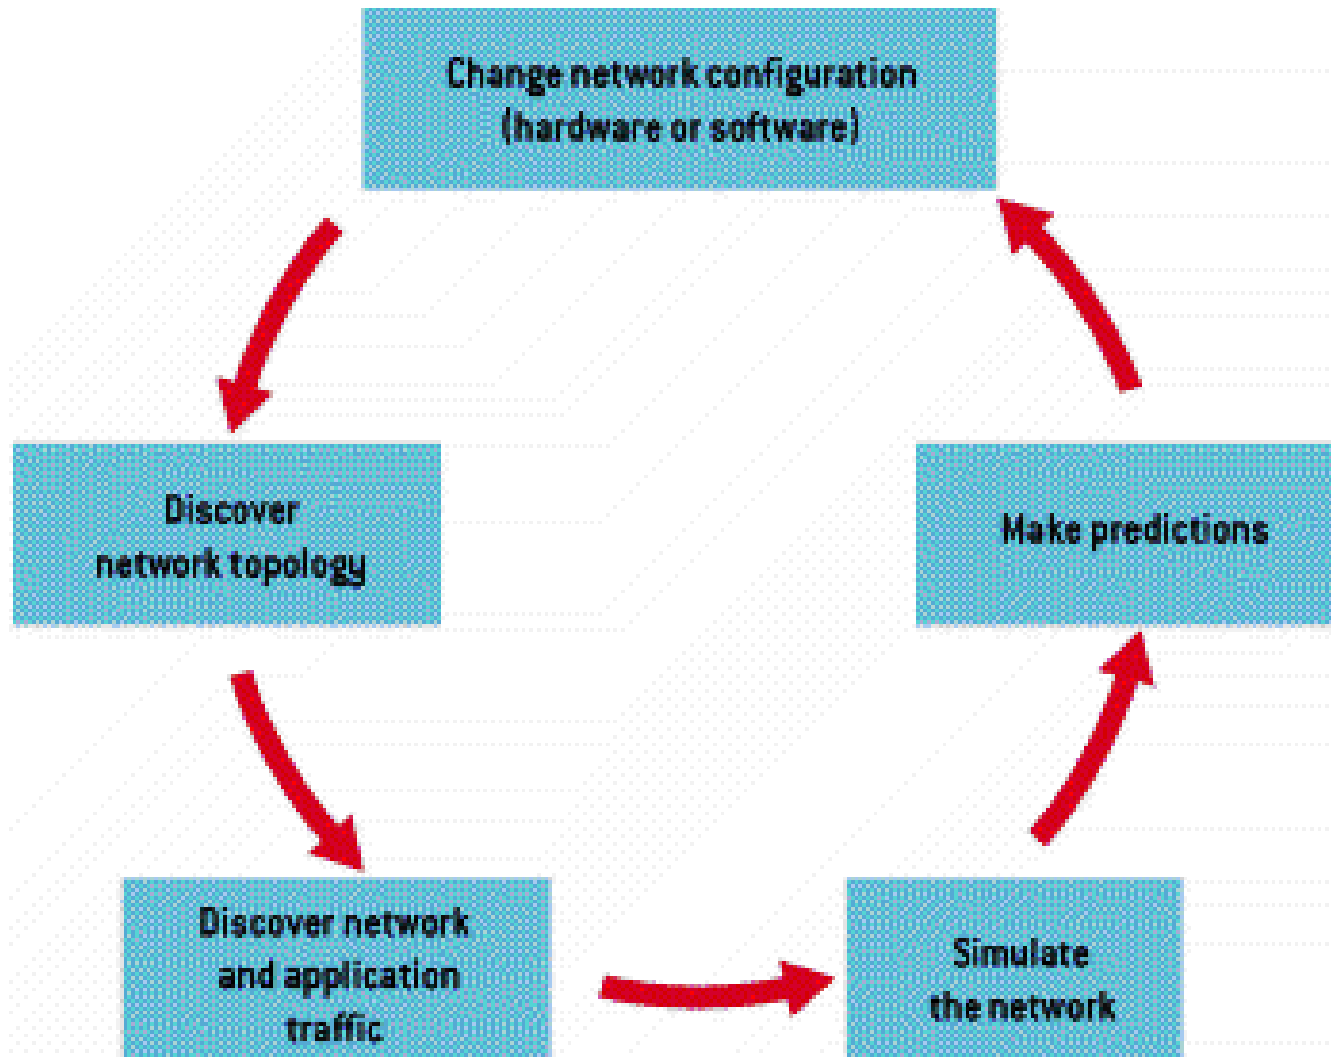 Change network configuration
(hardware or software)
Discover
network topology
Make predictions
Discover network
and application
traffic
Simulate
the network